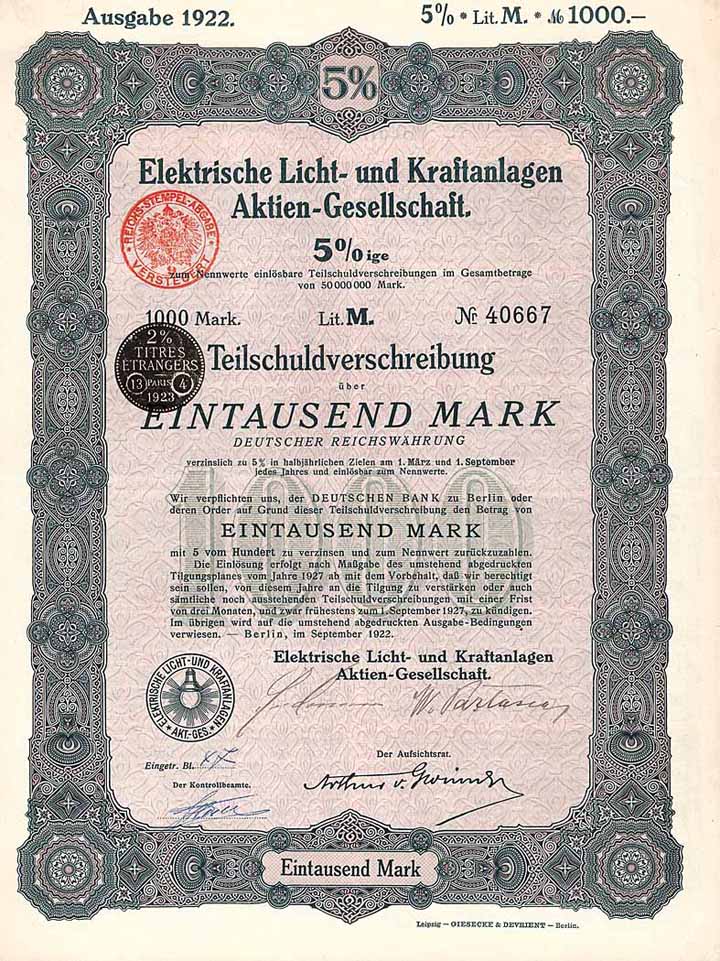 Ausgabe 1922.
5% * Lit. M. * № 1000.—
5%
Elektrische Licht- und Kraftanlagen
Aktien-Gesellschaft.
5%ige
zum Nennwerte einlösbare Teilschuldverschreibungen im Gesamtbetrage
von 50 000 000 Mark.
REICHS-STEMPEL-ABGABE
VERSTEUERT
1000 Mark. Lit. M. № 40667
2%
TITRES
ETRANGERS
13 PARIS 4
1923
Teilschuldverschreibung
über
EINTAUSEND MARK
DEUTSCHER REICHSWÄHRUNG
verzinslich zu 5% in halbjährlichen Zielen am 1. März und 1. September
jedes Jahres und einlösbar zum Nennwerte.
1000
Wir verpflichten uns, der DEUTSCHEN BANK zu Berlin oder
deren Order auf Grund dieser Teilschuldverschreibung den Betrag von
EINTAUSEND MARK
mit 5 vom Hundert zu verzinsen und zum Nennwert zurückzuzahlen.
Die Einlösung erfolgt nach Maßgabe des umstehend abgedruckten
Tilgungsplanes vom Jahre 1927 ab mit dem Vorbehalt, daß wir berechtigt
sein sollen, von diesem Jahre an die Tilgung zu verstärken oder auch
sämtliche noch ausstehenden Teilschuldverschreibungen mit einer Frist
von drei Monaten, und zwar frühestens zum 1. September 1927, zu kündigen.
Im übrigen wird auf die umstehend abgedruckten Ausgabe-Bedingungen
verwiesen. — Berlin, im September 1922.
Elektrische Licht- und Kraftanlagen
Aktien-Gesellschaft.
ELEKTRISCHE LICHT- UND KRAFTANLAGEN
* AKT.-GES. *
Eingetr. Bl.
Der Aufsichtsrat.
Der Kontrollbeamte.
Arthur v. Gwinner
Eintausend Mark
Leipzig — GIESECKE & DEVRIENT — Berlin.